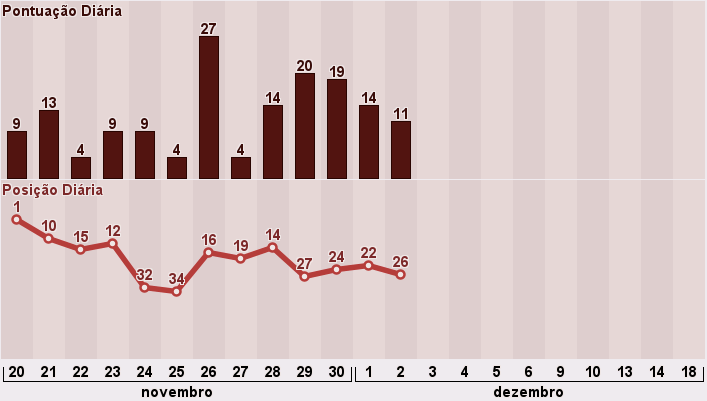 Pontuação Diária
9 13 4 9 9 4 27 4 14 20 19 14 11
Posição Diária
1 10 15 12 32 34 16 19 14 27 24 22 26
20 21 22 23 24 25 26 27 28 29 30 1 2 3 4 5 6 9 10 13 14 18
novembro dezembro